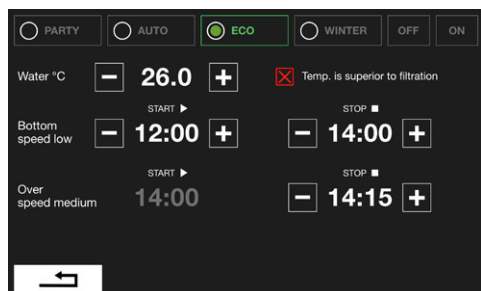 PARTY AUTO ECO WINTER OFF ON
Water °C − 26.0 + Temp. is superior to filtration
START ▶ STOP ■
Bottom
speed low − 12:00 + − 14:00 +
START ▶ STOP ■
Over
speed medium 14:00 − 14:15 +